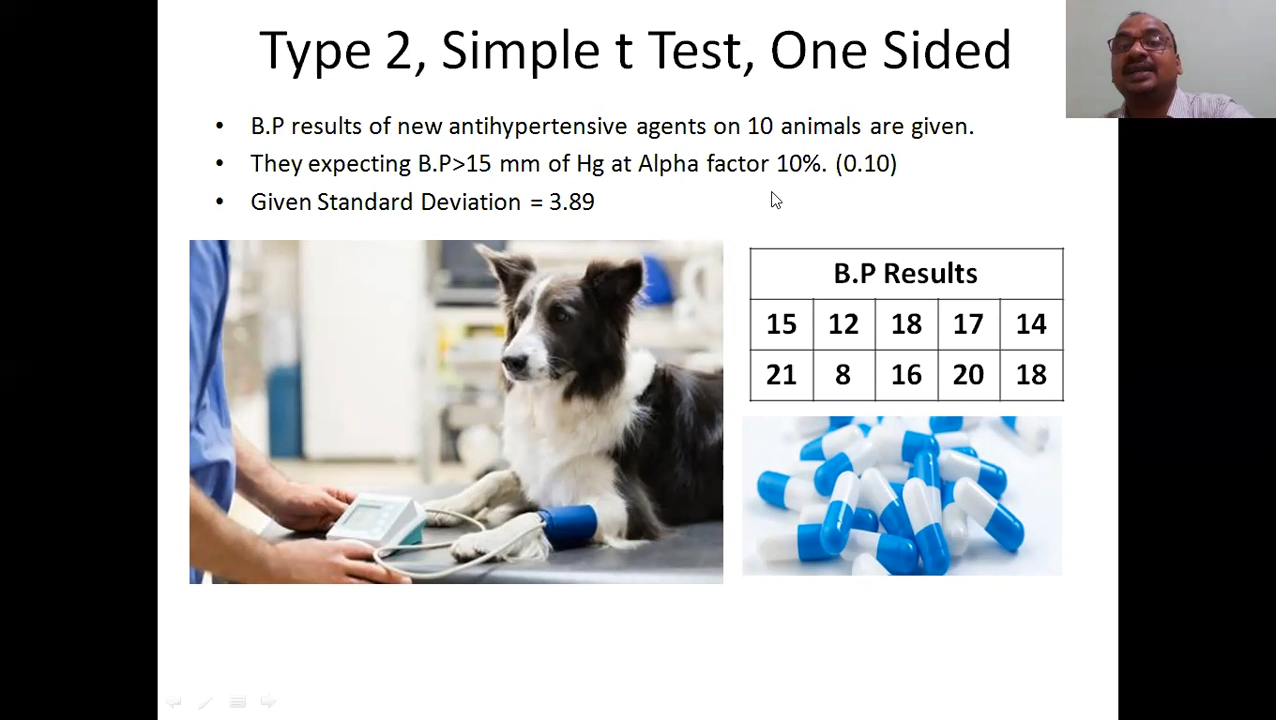 Type 2, Simple t Test, One Sided
• B.P results of new antihypertensive agents on 10 animals are given.
• They expecting B.P>15 mm of Hg at Alpha factor 10%. (0.10)
• Given Standard Deviation = 3.89
B.P Results
15 12 18 17 14
21 8 16 20 18